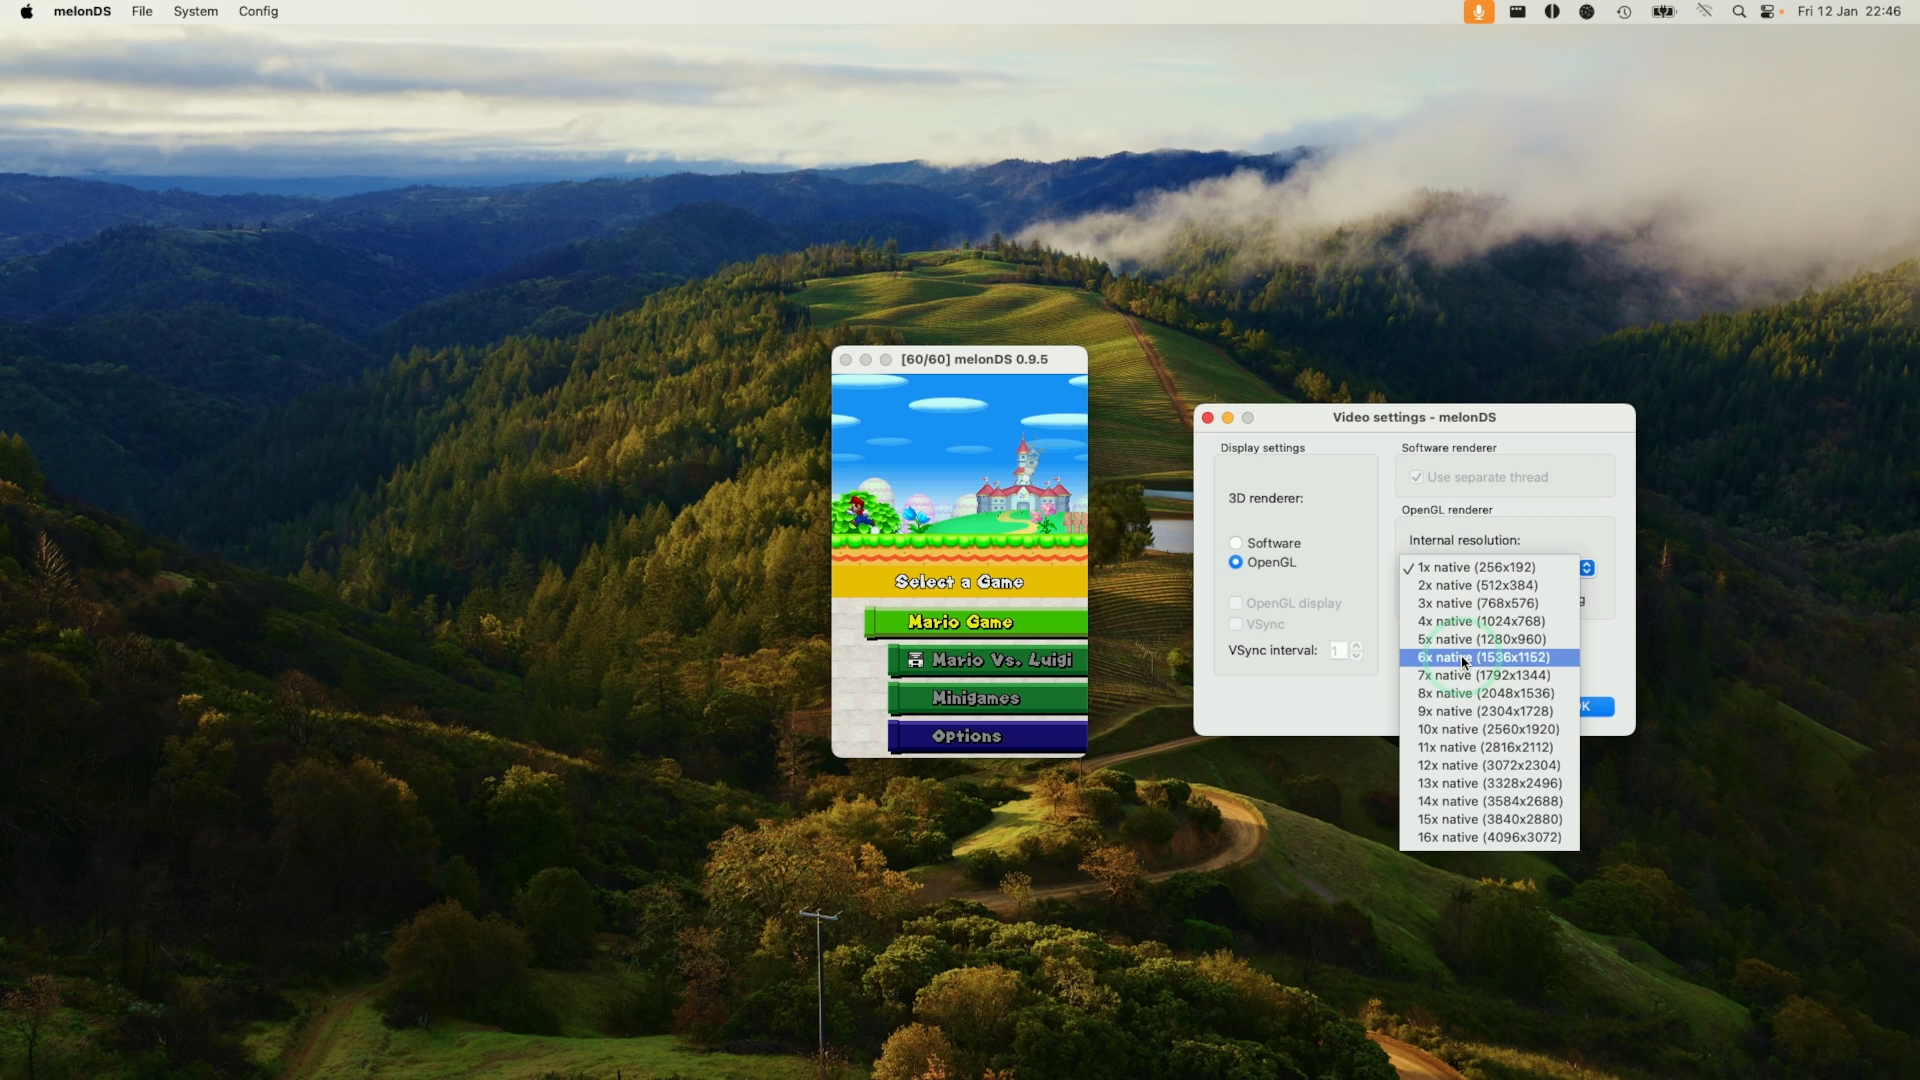 melonDS File System Config
Fri 12 Jan 22:46
[60/60] melonDS 0.9.5
Select a Game
Mario Game
Mario Vs. Luigi
Minigames
Options
Video settings - melonDS
Display settings
3D renderer:
Software
OpenGL
OpenGL display
VSync
VSync interval: 1
Software renderer
Use separate thread
OpenGL renderer
Internal resolution:
1x native (256x192)
2x native (512x384)
3x native (768x576)
4x native (1024x768)
5x native (1280x960)
6x native (1536x1152)
7x native (1792x1344)
8x native (2048x1536)
9x native (2304x1728)
10x native (2560x1920)
11x native (2816x2112)
12x native (3072x2304)
13x native (3328x2496)
14x native (3584x2688)
15x native (3840x2880)
16x native (4096x3072)